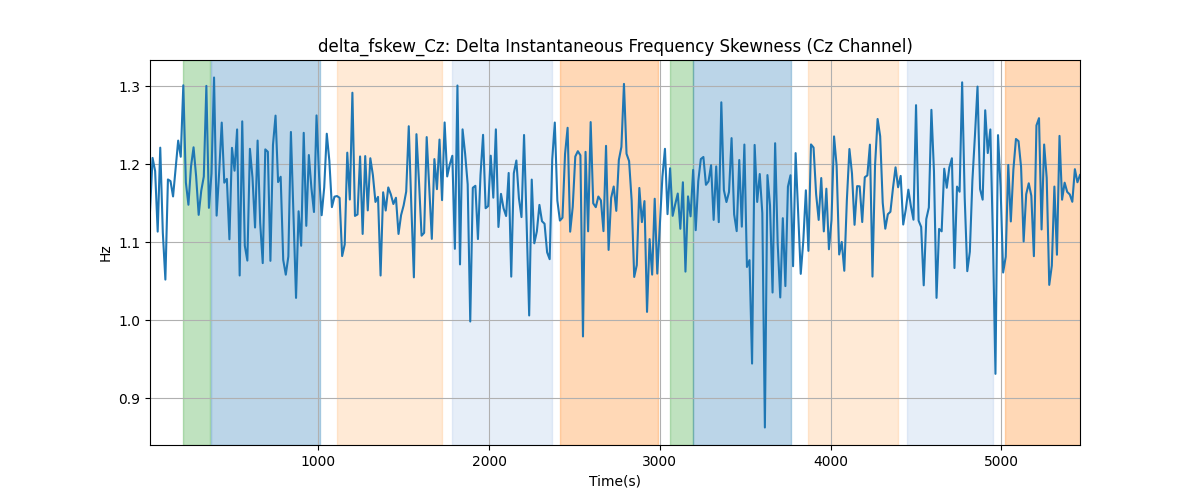 delta_fskew_Cz: Delta Instantaneous Frequency Skewness (Cz Channel)
1.3
1.2
1.1
1.0
0.9
Hz
1000 2000 3000 4000 5000
Time(s)